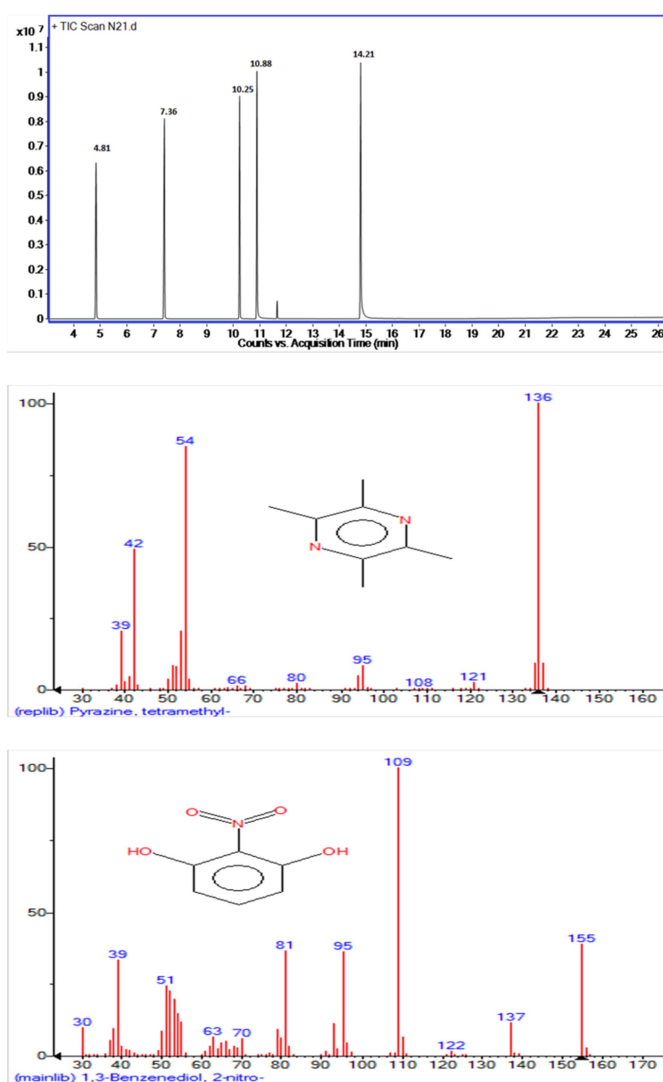 x10 7
+ TIC Scan N21.d
1.1
1
0.9
0.8
0.7
0.6
0.5
0.4
0.3
0.2
0.1
0
4.81
7.36
10.25
10.88
14.21
4 5 6 7 8 9 10 11 12 13 14 15 16 17 18 19 20 21 22 23 24 25 26
Counts vs. Acquisition Time (min)
100
50
0
39
42
54
66
80
95
108
121
136
N
N
30 40 50 60 70 80 90 100 110 120 130 140 150 160
(replib) Pyrazine, tetramethyl-
100
50
0
30
39
51
63
70
81
95
109
122
137
155
O
N
O
HO
OH
30 40 50 60 70 80 90 100 110 120 130 140 150 160 170
(mainlib) 1,3-Benzenediol, 2-nitro-